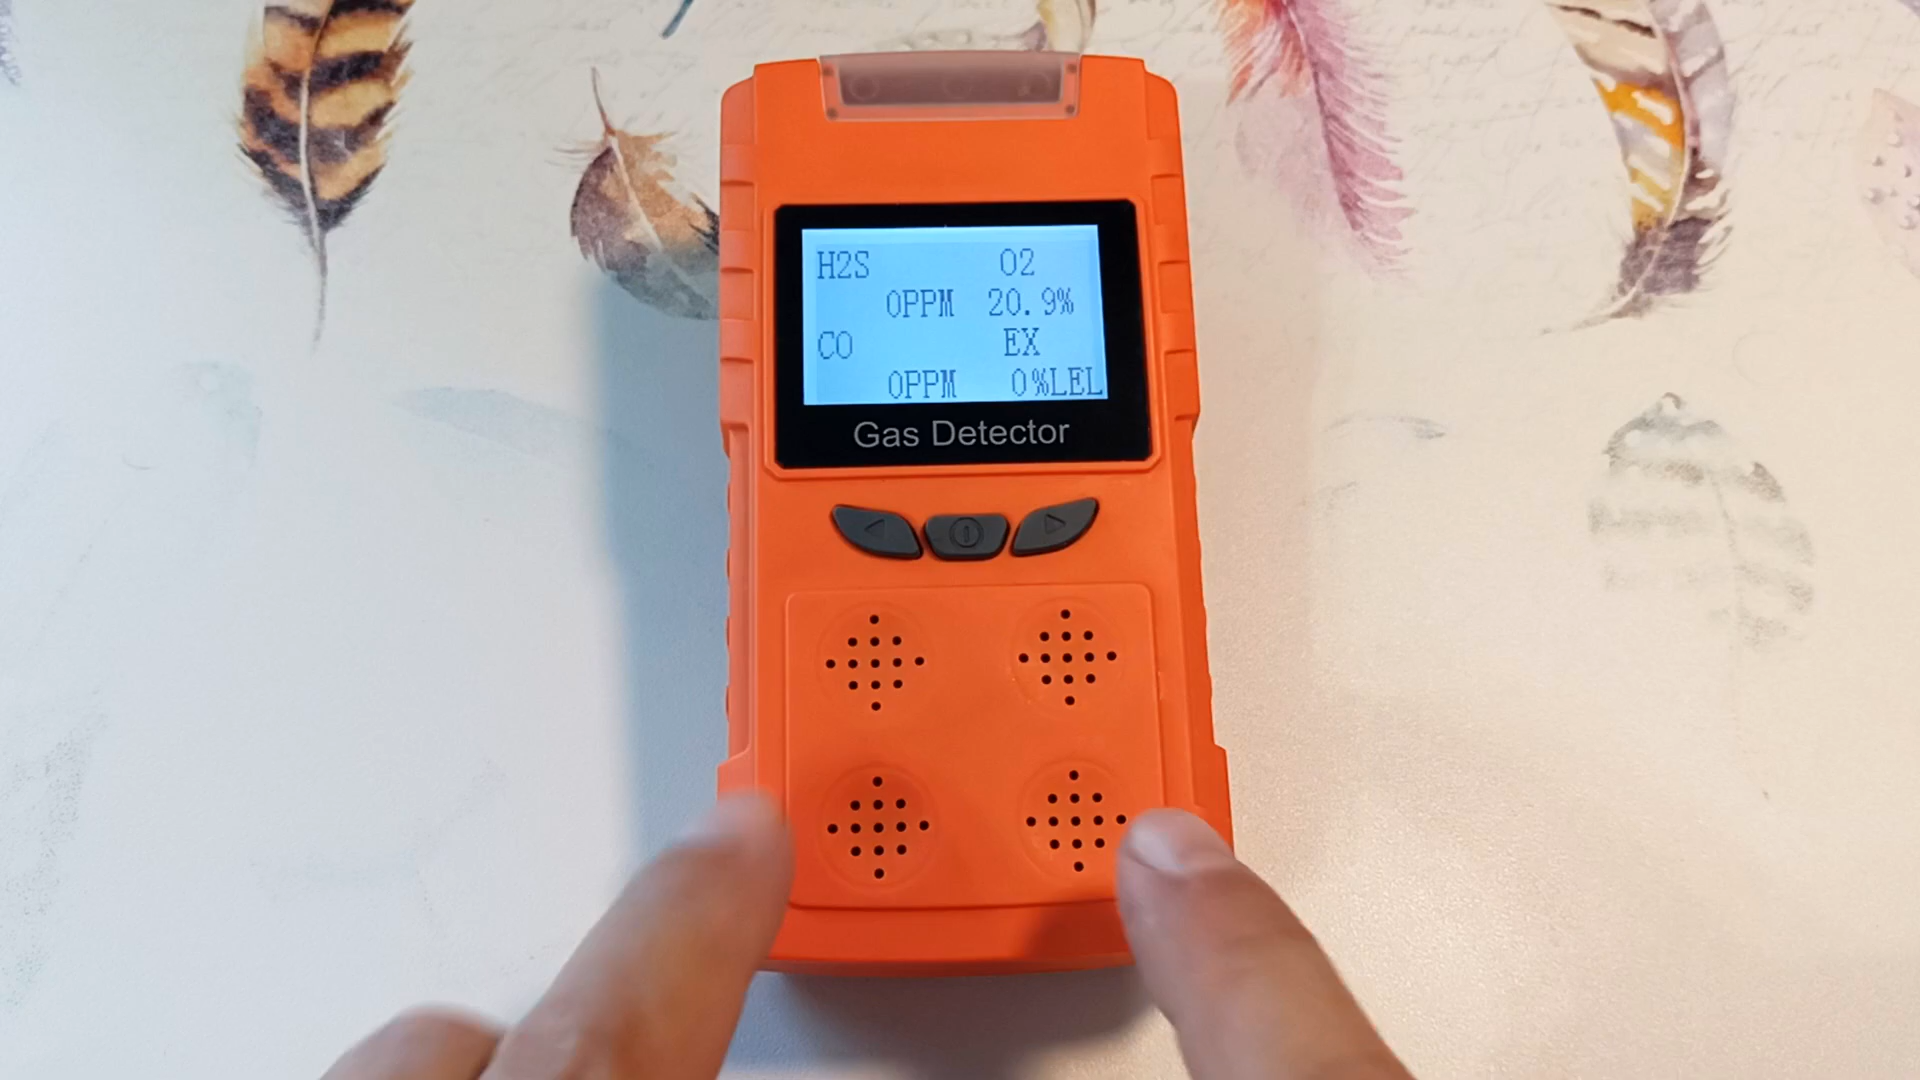 H2S O2
0PPM 20.9%
CO EX
0PPM 0%LEL
Gas Detector